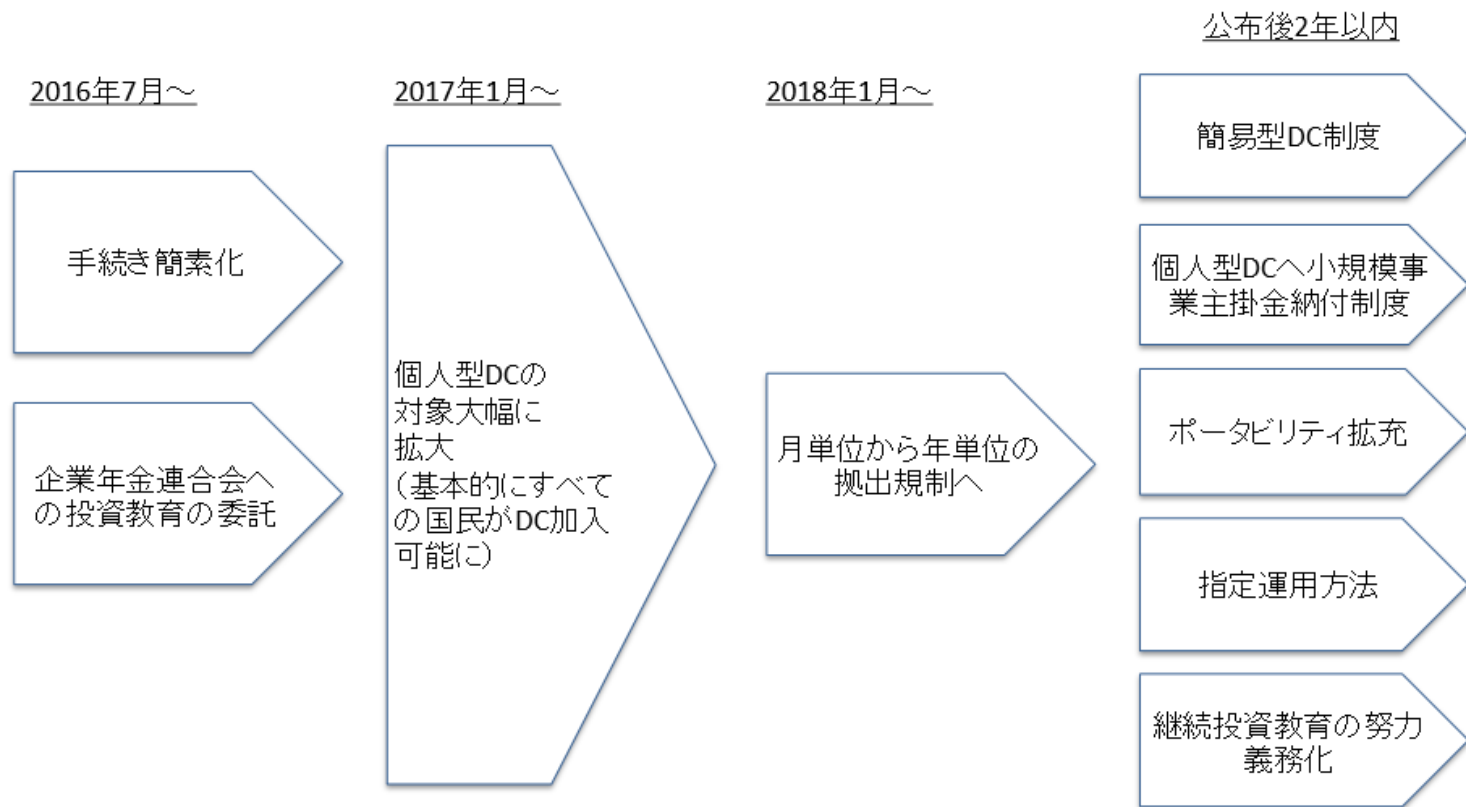 2016年7月～
手続き簡素化
企業年金連合会へ
の投資教育の委託
2017年1月～
個人型DCの
対象大幅に
拡大
（基本的にすべて
の国民がDC加入
可能に）
2018年1月～
月単位から年単位の
拠出規制へ
公布後2年以内
簡易型DC制度
個人型DCへ小規模事
業主掛金納付制度
ポータビリティ拡充
指定運用方法
継続投資教育の努力
義務化